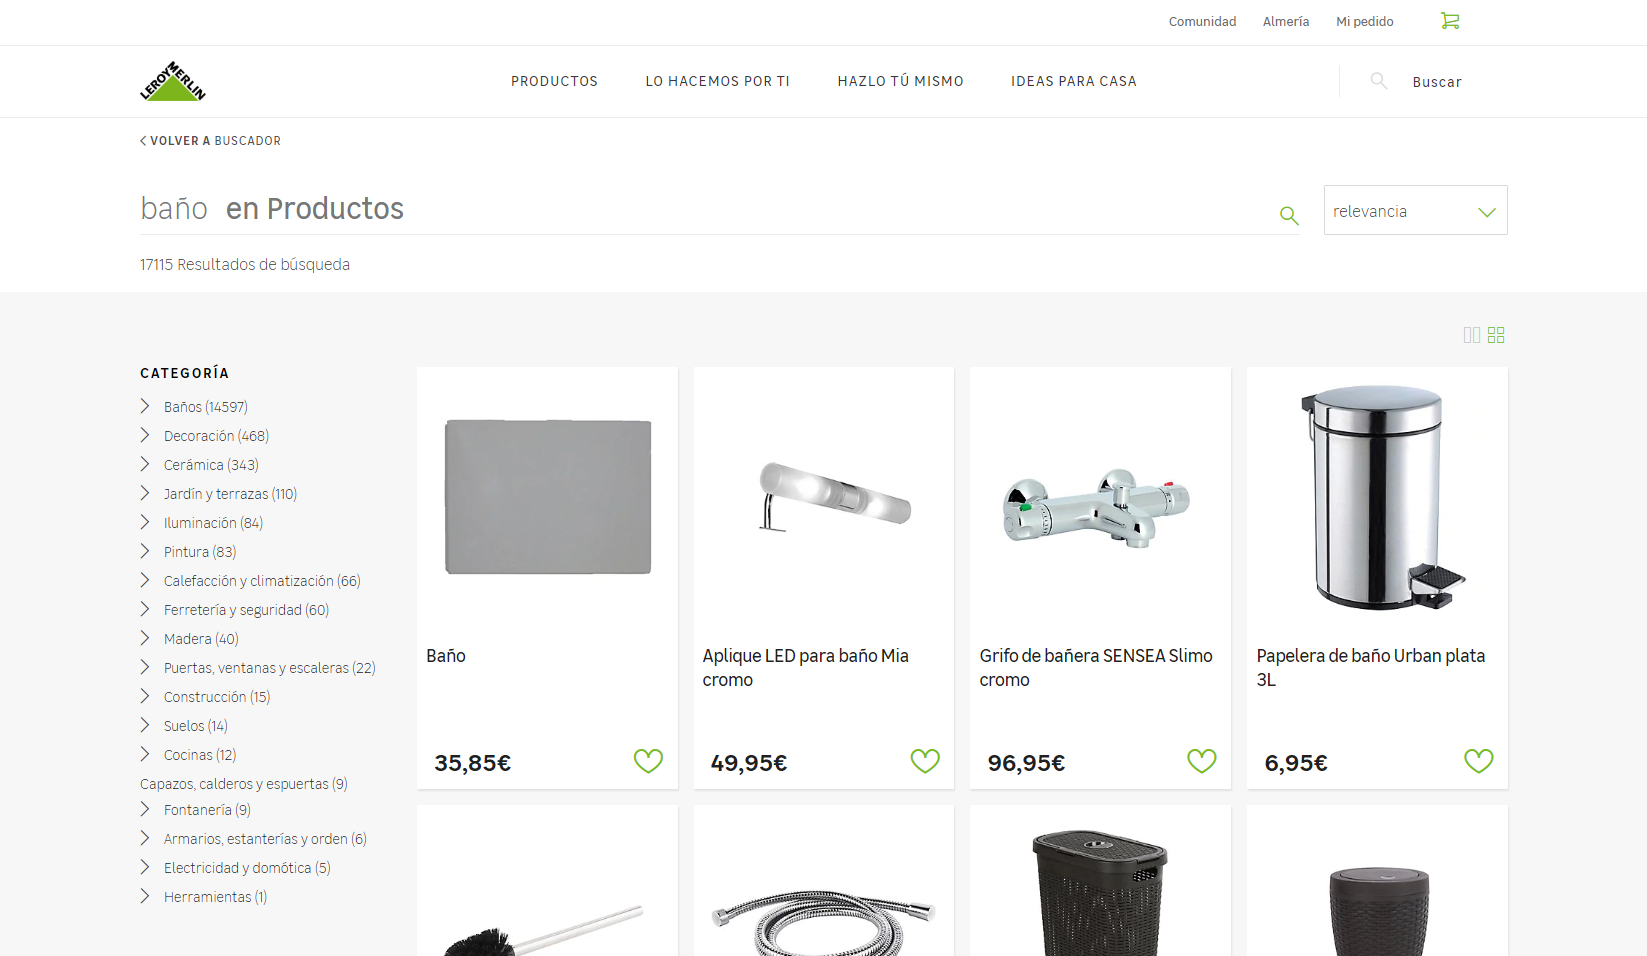 Comunidad Almería Mi pedido
LEROY MERLIN
PRODUCTOS LO HACEMOS POR TI HAZLO TÚ MISMO IDEAS PARA CASA Buscar
VOLVER A BUSCADOR
baño en Productos
relevancia
17115 Resultados de búsqueda
CATEGORÍA
Baños (14597)
Decoración (468)
Cerámica (343)
Jardín y terrazas (110)
Iluminación (84)
Pintura (83)
Calefacción y climatización (66)
Ferretería y seguridad (60)
Madera (40)
Puertas, ventanas y escaleras (22)
Construcción (15)
Suelos (14)
Cocinas (12)
Capazos, calderos y espuertas (9)
Fontanería (9)
Armarios, estanterías y orden (6)
Electricidad y domótica (5)
Herramientas (1)
Baño
35,85€
Aplique LED para baño Mia
cromo
49,95€
Grifo de bañera SENSEA Slimo
cromo
96,95€
Papelera de baño Urban plata
3L
6,95€